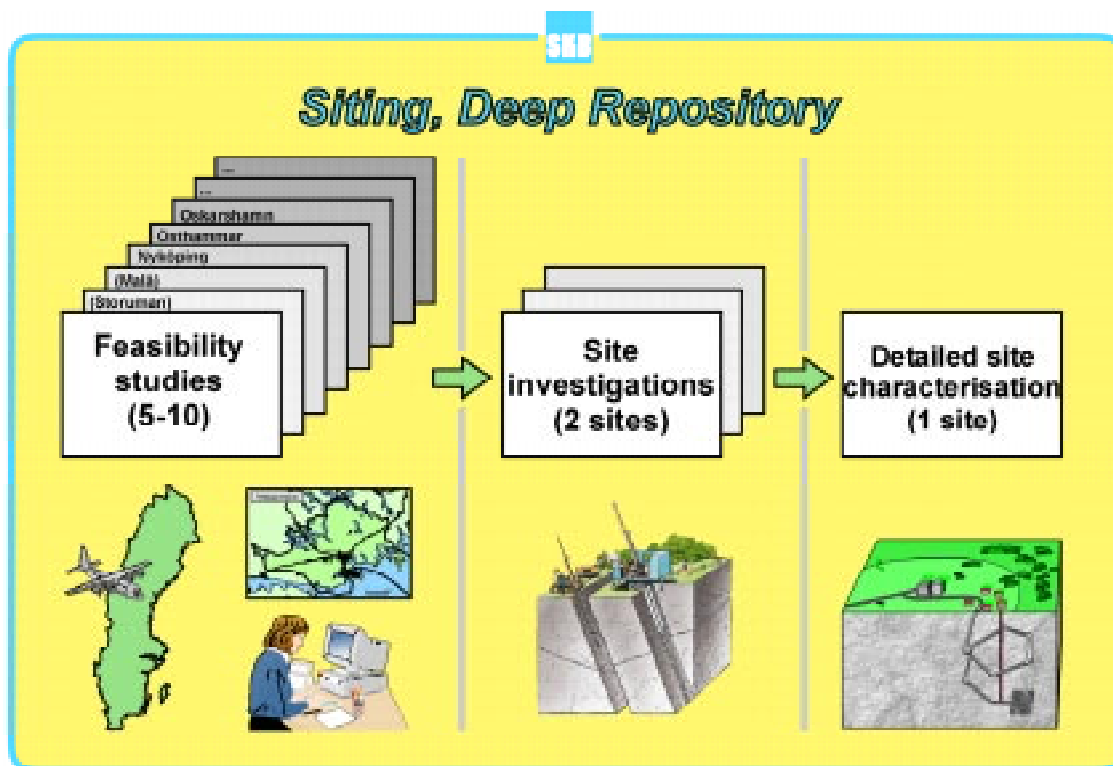 SKB
Siting, Deep Repository
Oskarshamn
Östhammar
Nyköping
(Malå)
(Storuman)
Feasibility
studies
(5-10)
Site
investigations
(2 sites)
Detailed site
characterisation
(1 site)